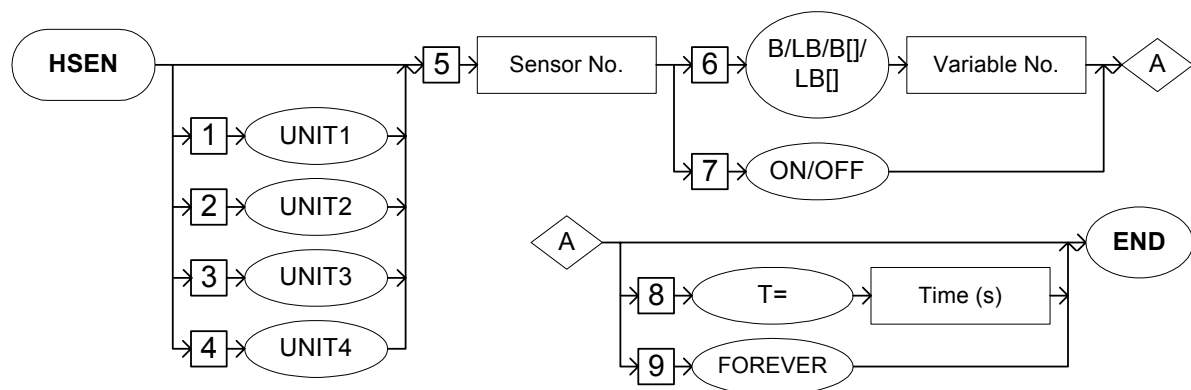 HSEN
5
Sensor No.
6
B/LB/B[]/
LB[]
Variable No.
A
1
UNIT1
7
ON/OFF
2
UNIT2
3
UNIT3
4
UNIT4
A
END
8
T=
Time (s)
9
FOREVER